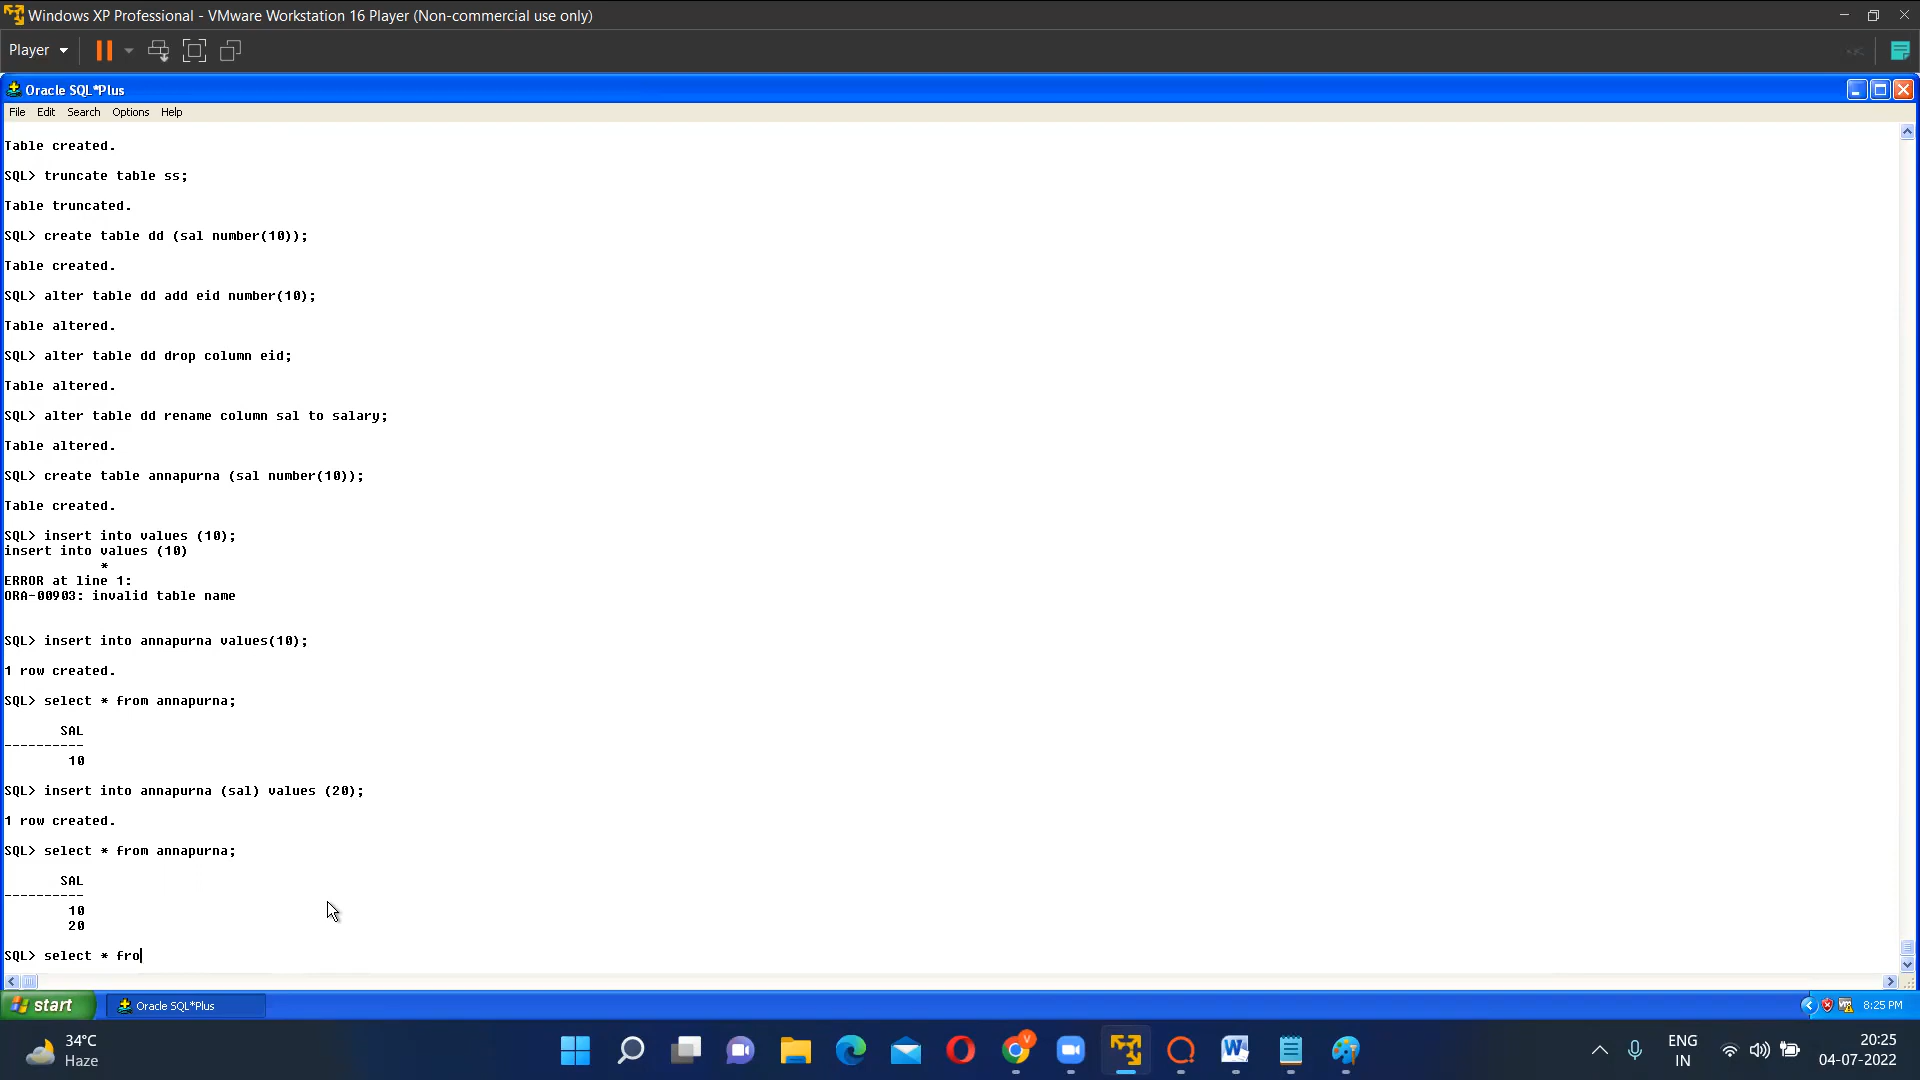 Windows XP Professional - VMware Workstation 16 Player (Non-commercial use only)
Player
Oracle SQL*Plus
File Edit Search Options Help
Table created.
SQL> truncate table ss;
Table truncated.
SQL> create table dd (sal number(10));
Table created.
SQL> alter table dd add eid number(10);
Table altered.
SQL> alter table dd drop column eid;
Table altered.
SQL> alter table dd rename column sal to salary;
Table altered.
SQL> create table annapurna (sal number(10));
Table created.
SQL> insert into values (10);
insert into values (10)
*
ERROR at line 1:
ORA-00903: invalid table name
SQL> insert into annapurna values(10);
1 row created.
SQL> select * from annapurna;
SAL
----------
10
SQL> insert into annapurna (sal) values (20);
1 row created.
SQL> select * from annapurna;
SAL
----------
10
20
SQL> select * fro
start Oracle SQL*Plus 8:25 PM
34°C
Haze
V
W
ENG
IN
20:25
04-07-2022